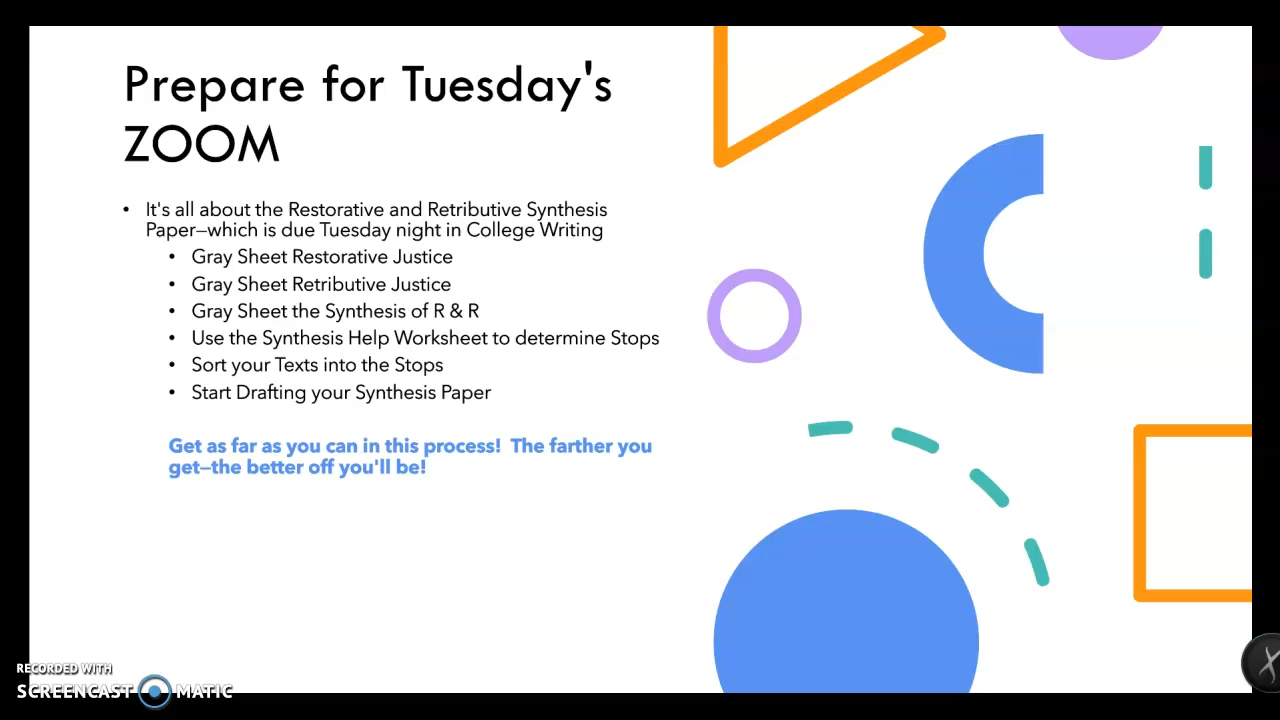 Prepare for Tuesday's
ZOOM
• It's all about the Restorative and Retributive Synthesis
Paper—which is due Tuesday night in College Writing
• Gray Sheet Restorative Justice
• Gray Sheet Retributive Justice
• Gray Sheet the Synthesis of R & R
• Use the Synthesis Help Worksheet to determine Stops
• Sort your Texts into the Stops
• Start Drafting your Synthesis Paper
Get as far as you can in this process!  The farther you
get—the better off you'll be!
RECORDED WITH
SCREENCAST MATIC